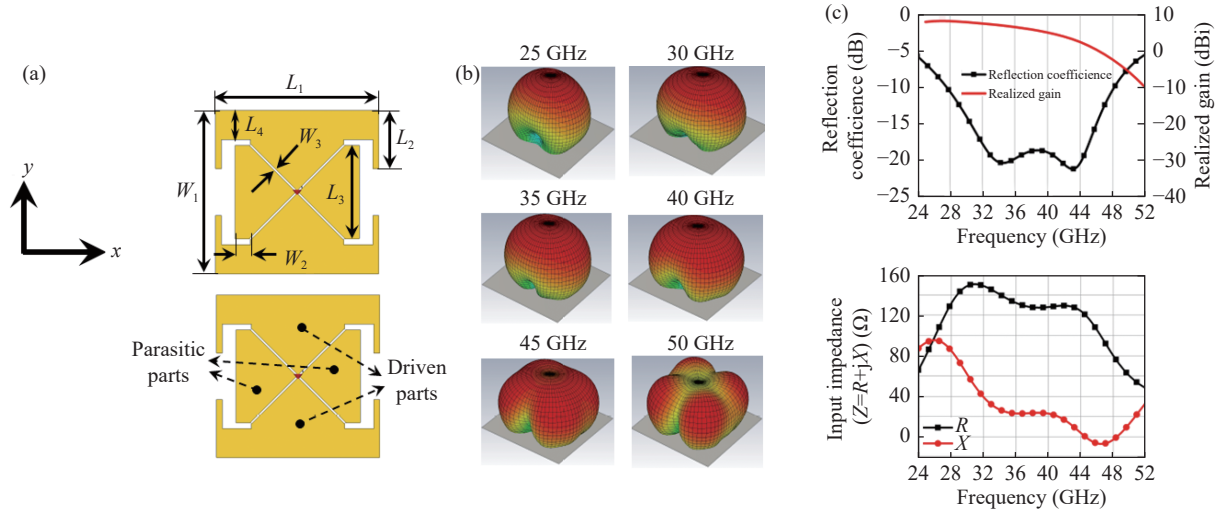 (a)
L1
L4
L2
W3
W1
L3
W2
y
x
Parasitic
parts
Driven
parts
(b)
25 GHz
30 GHz
35 GHz
40 GHz
45 GHz
50 GHz
(c)
0
−5
−10
−15
−20
−25
Reflection
coefficience (dB)
10
0
−10
−20
−30
−40
Realized gain (dBi)
Reflection coefficience
Realized gain
24 28 32 36 40 44 48 52
Frequency (GHz)
160
120
80
40
0
Input impedance
(Z=R+jX) (Ω)
R
X
24 28 32 36 40 44 48 52
Frequency (GHz)